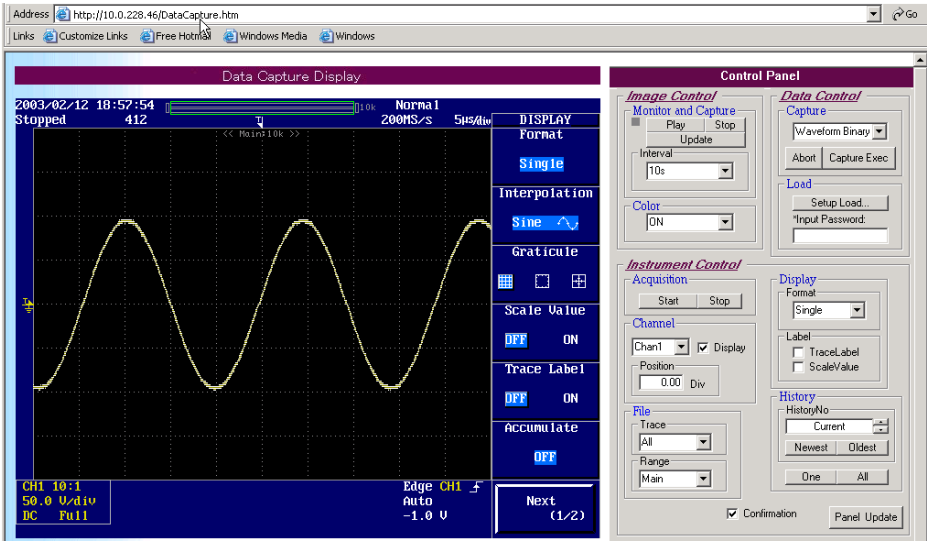 Address http://10.0.228.46/DataCapture.htm Go
Links Customize Links Free Hotmail Windows Media Windows
Data Capture Display
2003/02/12 18:57:54 10k Normal
Stopped 412 200MS/s 5µs/div
<< Main:10k >>
DISPLAY
Format
Single
Interpolation
Sine
Graticule
Scale Value
OFF ON
Trace Label
OFF ON
Accumulate
OFF
Next
(1/2)
CH1 10:1
50.0 V/div
DC Full
Edge CH1
Auto
-1.0 V
Control Panel
Image Control
Monitor and Capture
Play Stop
Update
Interval
10s
Color
ON
Data Control
Capture
Waveform Binary
Abort Capture Exec
Load
Setup Load...
*Input Password:
Instrument Control
Acquisition
Start Stop
Channel
Chan1 Display
Position
0.00 Div
File
Trace
All
Range
Main
Display
Format
Single
Label
TraceLabel
ScaleValue
History
HistoryNo
Current
Newest Oldest
One All
Confirmation Panel Update